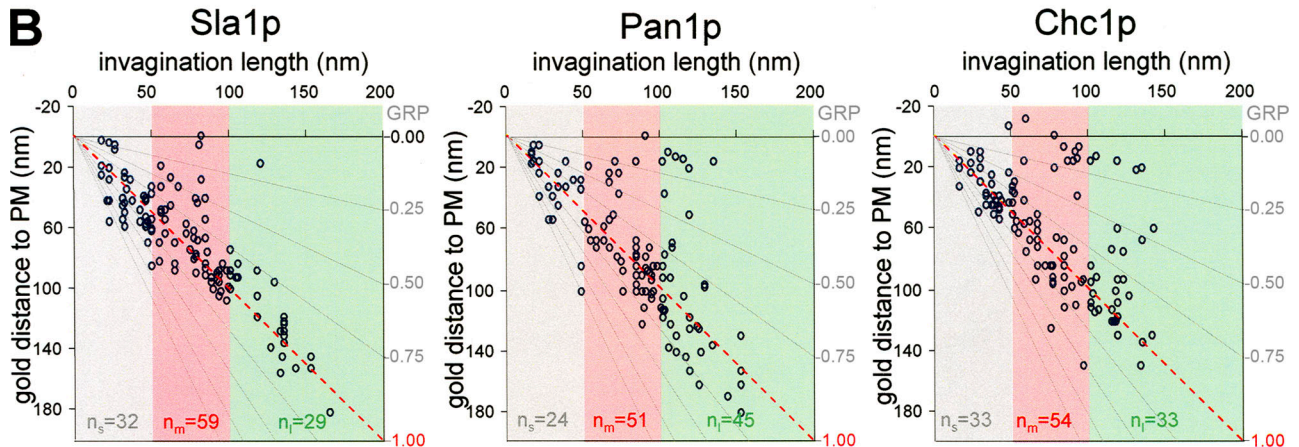 B
Sla1p Pan1p Chc1p
invagination length (nm) invagination length (nm) invagination length (nm)
0 50 100 150 200 0 50 100 150 200 0 50 100 150 200
-20 GRP -20 GRP -20 GRP
0.00 0.00 0.00
20 20 20
0.25 0.25 0.25
60 60 60
0.50 0.50 0.50
100 100 100
0.75 0.75 0.75
140 140 140
180 180 180
1.00 1.00 1.00
gold distance to PM (nm) gold distance to PM (nm) gold distance to PM (nm)
ns=32 nm=59 nl=29 ns=24 nm=51 nl=45 ns=33 nm=54 nl=33